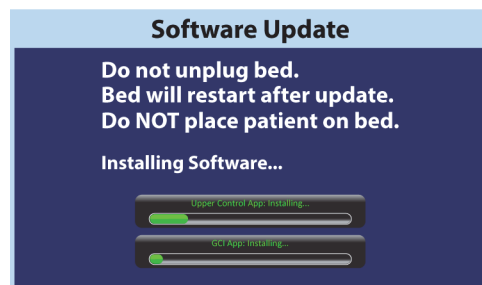 Software Update
Do not unplug bed.
Bed will restart after update.
Do NOT place patient on bed.
Installing Software...
Upper Control App: Installing...
GCI App: Installing...